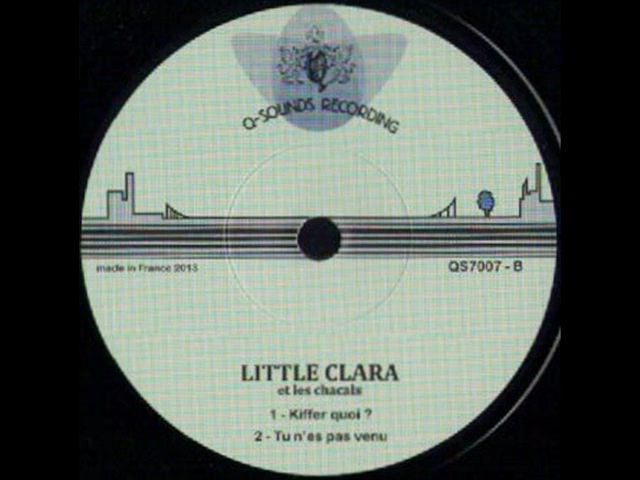 Q-SOUNDS RECORDING
made in France 2013
QS7007 - B
LITTLE CLARA
et les chacals
1 - Kiffer quoi ?
2 - Tu n'es pas venu